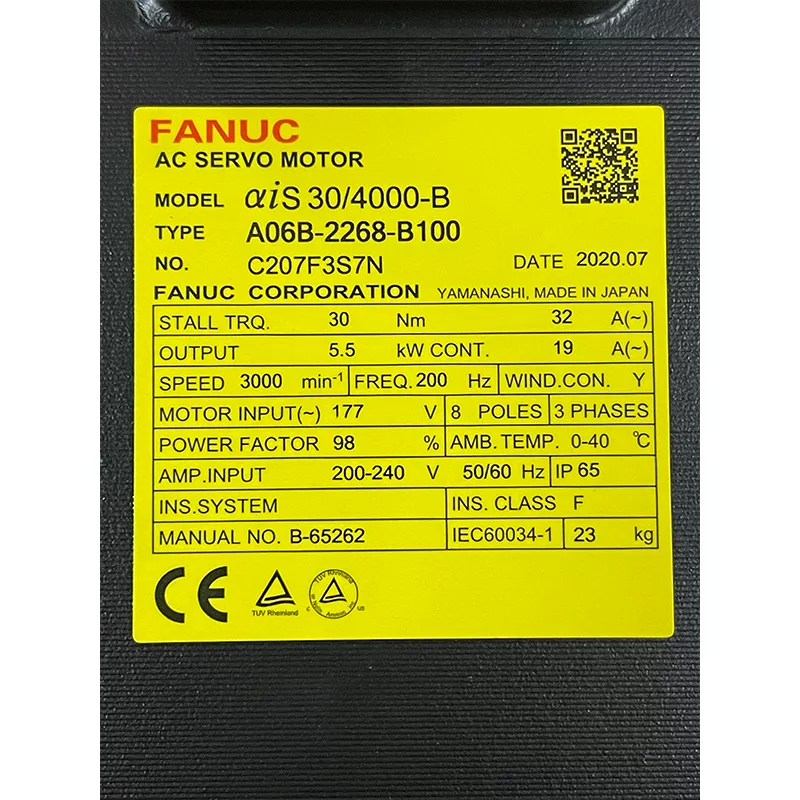 FANUC
AC SERVO MOTOR
MODEL αiS 30/4000-B
TYPE A06B-2268-B100
NO. C207F3S7N DATE 2020.07
FANUC CORPORATION YAMANASHI, MADE IN JAPAN
STALL TRQ. 30 Nm 32 A(~)
OUTPUT 5.5 kW CONT. 19 A(~)
SPEED 3000 min-1 FREQ. 200 Hz WIND.CON. Y
MOTOR INPUT(~) 177 V 8 POLES 3 PHASES
POWER FACTOR 98 % AMB.TEMP. 0-40 ℃
AMP.INPUT 200-240 V 50/60 Hz IP 65
INS.SYSTEM INS. CLASS F
MANUAL NO. B-65262 IEC60034-1 23 kg
CE
TUV Rheinland
TUV Rheinland
c us